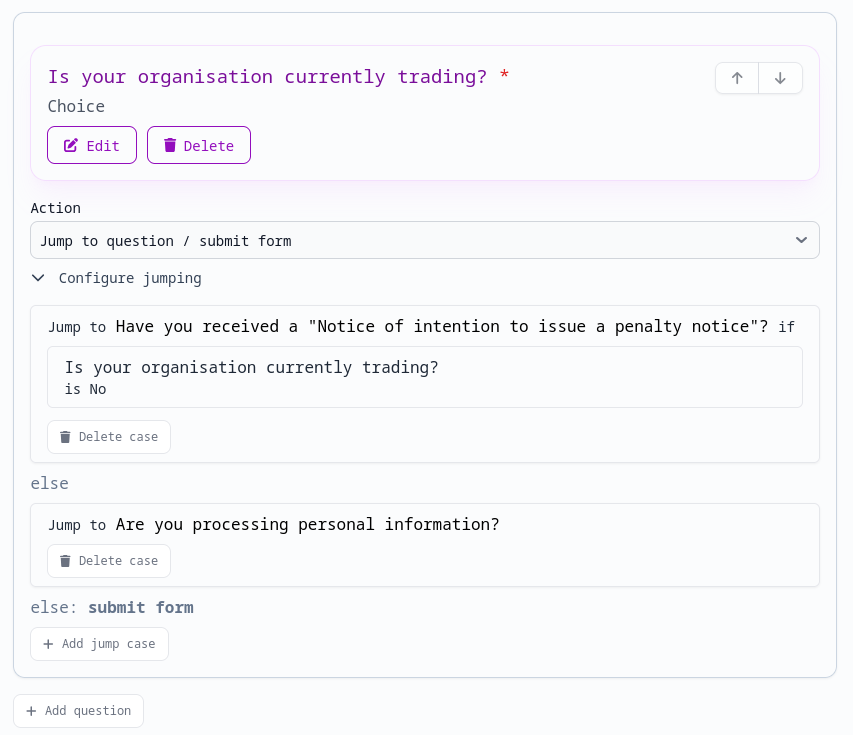 Is your organisation currently trading? *
Choice
Edit Delete
Action
Jump to question / submit form
Configure jumping
Jump to Have you received a "Notice of intention to issue a penalty notice"? if
Is your organisation currently trading?
is No
Delete case
else
Jump to Are you processing personal information?
Delete case
else: submit form
+ Add jump case
+ Add question